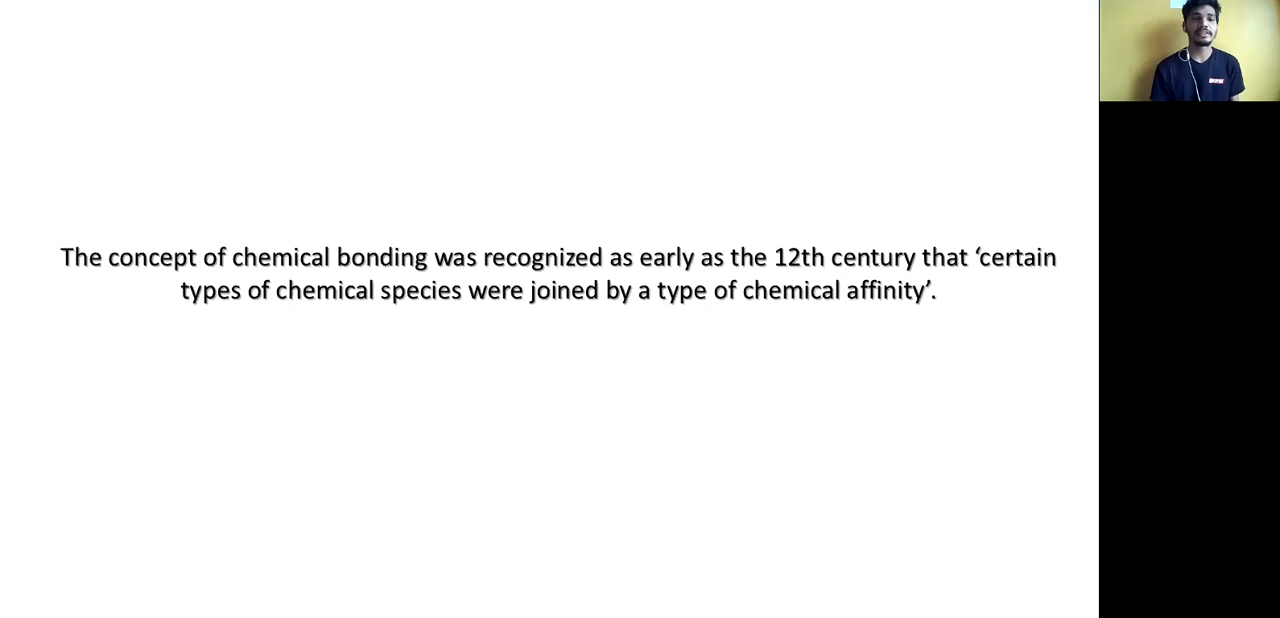 The concept of chemical bonding was recognized as early as the 12th century that ‘certain
types of chemical species were joined by a type of chemical affinity’.